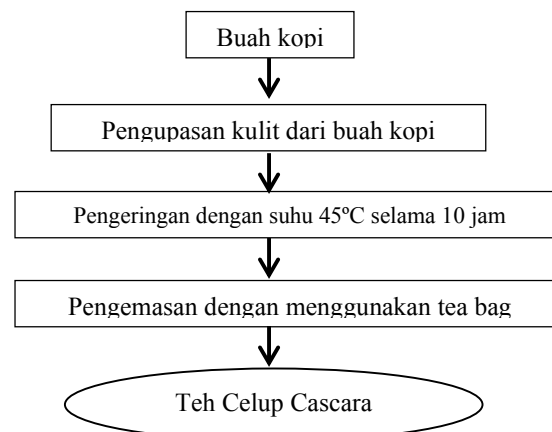 Buah kopi
Pengupasan kulit dari buah kopi
Pengeringan dengan suhu 45ºC selama 10 jam
Pengemasan dengan menggunakan tea bag
Teh Celup Cascara